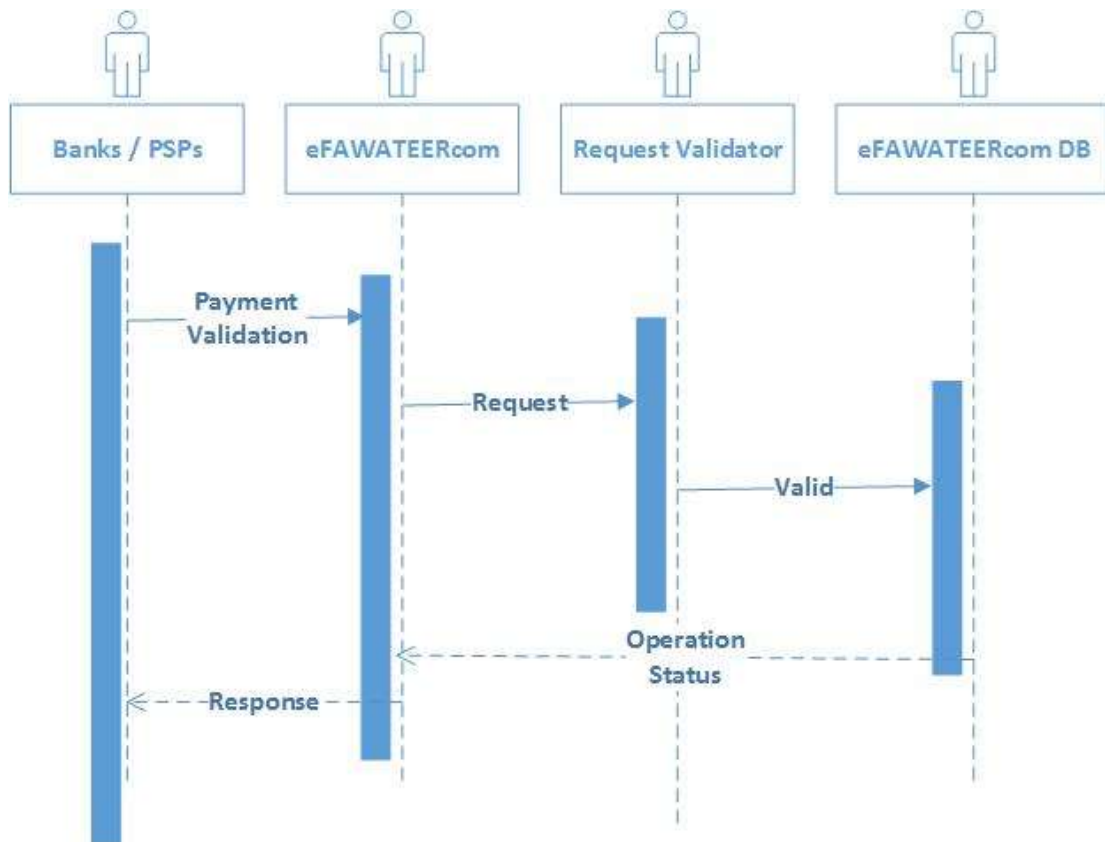 Banks / PSPs
eFAWATEERcom
Request Validator
eFAWATEERcom DB
Payment
Validation
Request
Valid
Operation
Status
Response